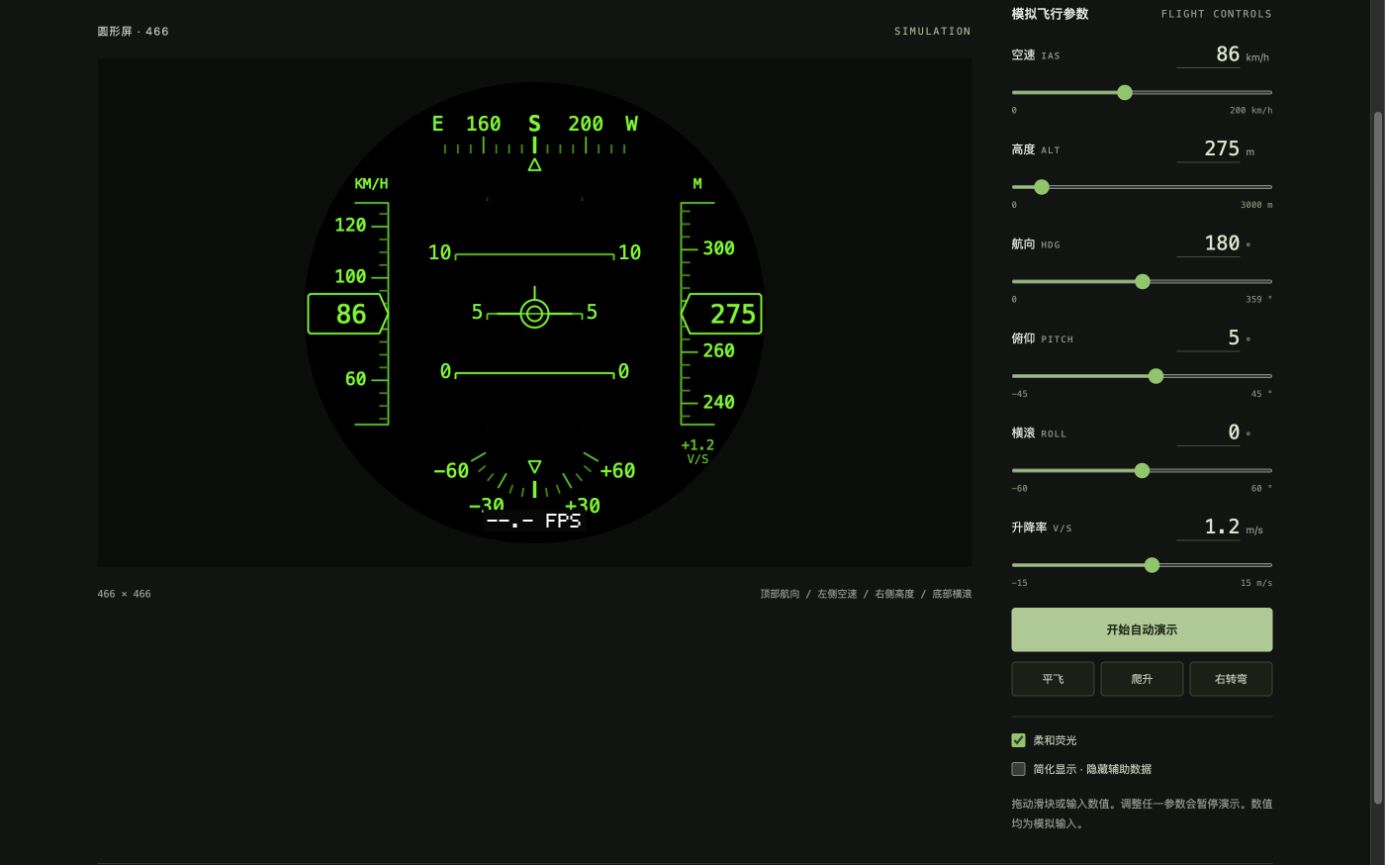 圆形屏 · 466
SIMULATION
E 160 S 200 W
KM/H
M
120
100
86
60
300
275
260
240
10 10
5 5
0 0
+1.2
V/S
−60 +60
−30 +30
--.- FPS
466 × 466
顶部航向 / 左侧空速 / 右侧高度 / 底部横滚
模拟飞行参数 FLIGHT CONTROLS
空速 IAS 86 km/h
0 200 km/h
高度 ALT 275 m
0 3000 m
航向 HDG 180 °
0 359 °
俯仰 PITCH 5 °
−45 45 °
横滚 ROLL 0 °
−60 60 °
升降率 V/S 1.2 m/s
−15 15 m/s
开始自动演示
平飞 爬升 右转弯
柔和荧光
简化显示 · 隐藏辅助数据
拖动滑块或输入数值。调整任一参数会暂停演示。数值
均为模拟输入。